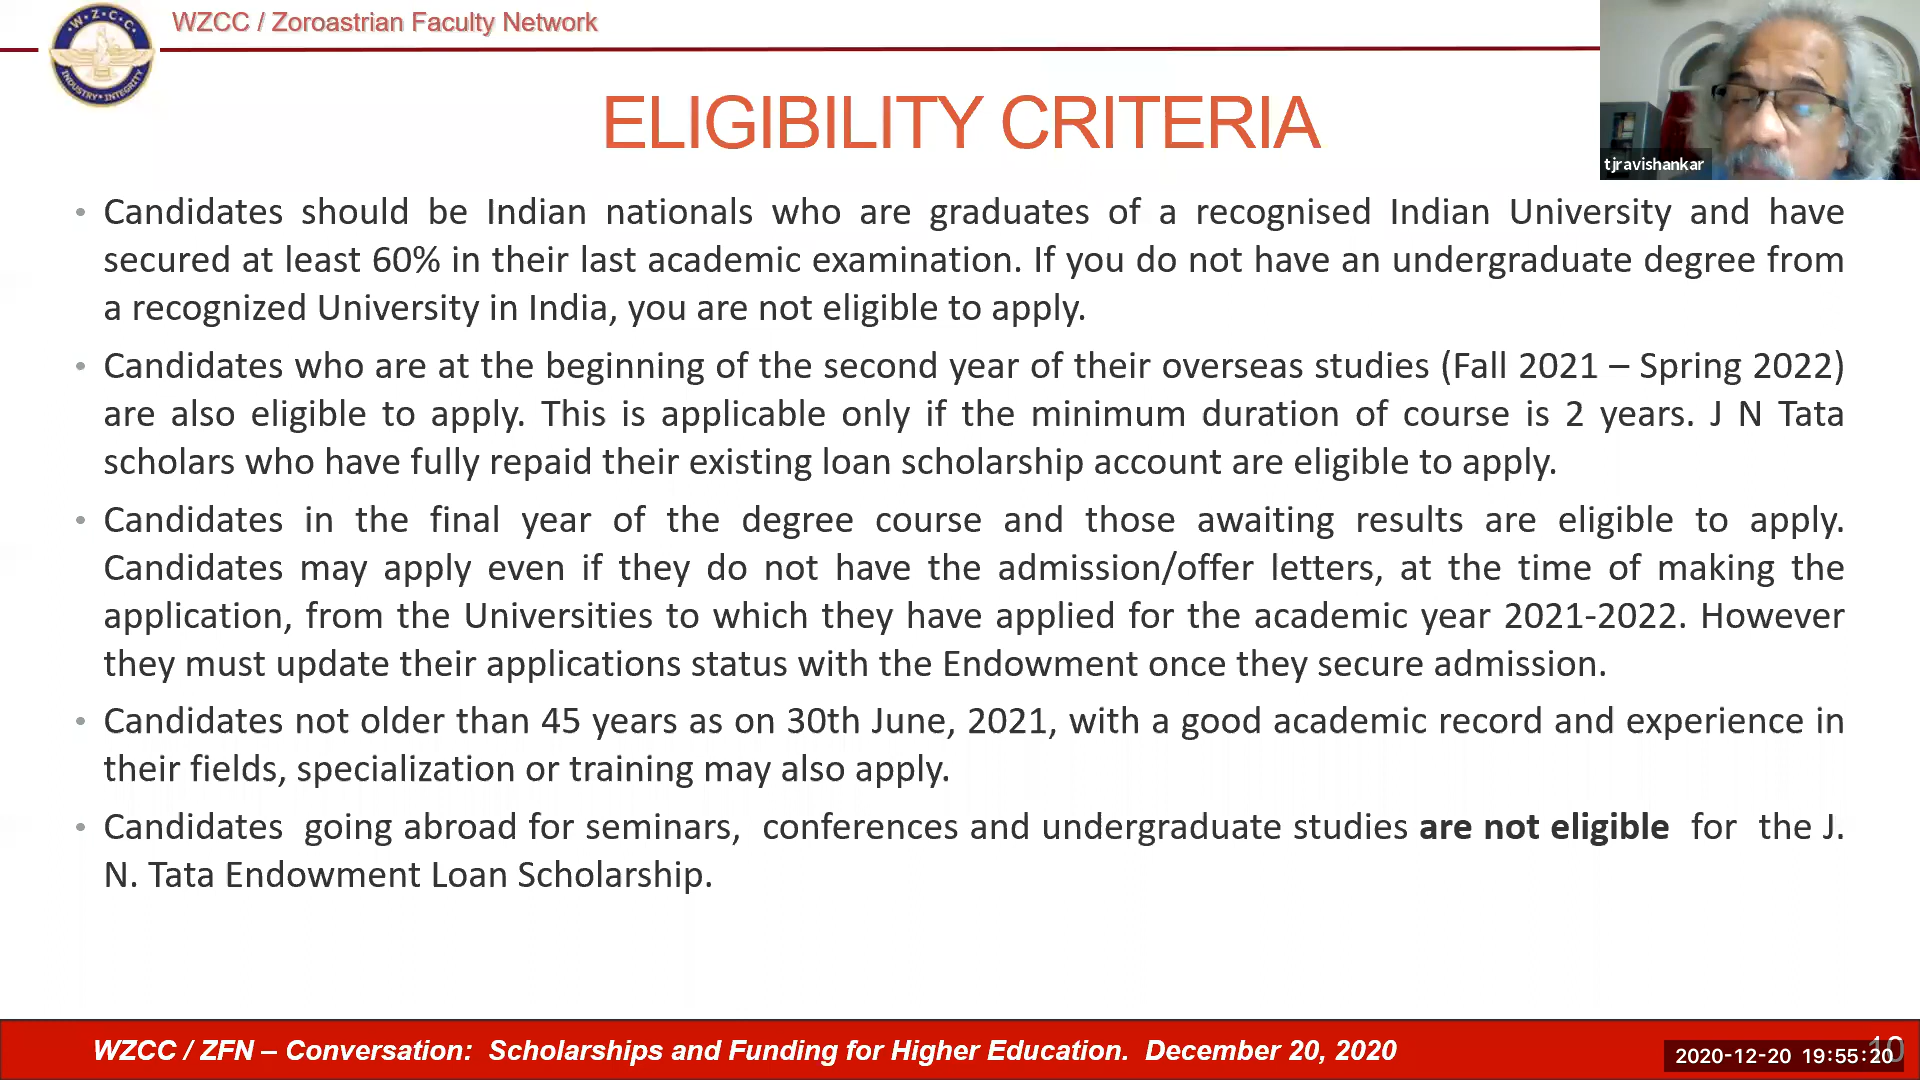 W.Z.C.C.
INDUSTRY • INTEGRITY
WZCC / Zoroastrian Faculty Network
tjravishankar
ELIGIBILITY CRITERIA
• Candidates should be Indian nationals who are graduates of a recognised Indian University and have
secured at least 60% in their last academic examination. If you do not have an undergraduate degree from
a recognized University in India, you are not eligible to apply.
• Candidates who are at the beginning of the second year of their overseas studies (Fall 2021 – Spring 2022)
are also eligible to apply. This is applicable only if the minimum duration of course is 2 years. J N Tata
scholars who have fully repaid their existing loan scholarship account are eligible to apply.
• Candidates in the final year of the degree course and those awaiting results are eligible to apply.
Candidates may apply even if they do not have the admission/offer letters, at the time of making the
application, from the Universities to which they have applied for the academic year 2021-2022. However
they must update their applications status with the Endowment once they secure admission.
• Candidates not older than 45 years as on 30th June, 2021, with a good academic record and experience in
their fields, specialization or training may also apply.
• Candidates going abroad for seminars, conferences and undergraduate studies are not eligible for the J.
N. Tata Endowment Loan Scholarship.
WZCC / ZFN – Conversation: Scholarships and Funding for Higher Education. December 20, 2020
10
2020-12-20 19:55:20